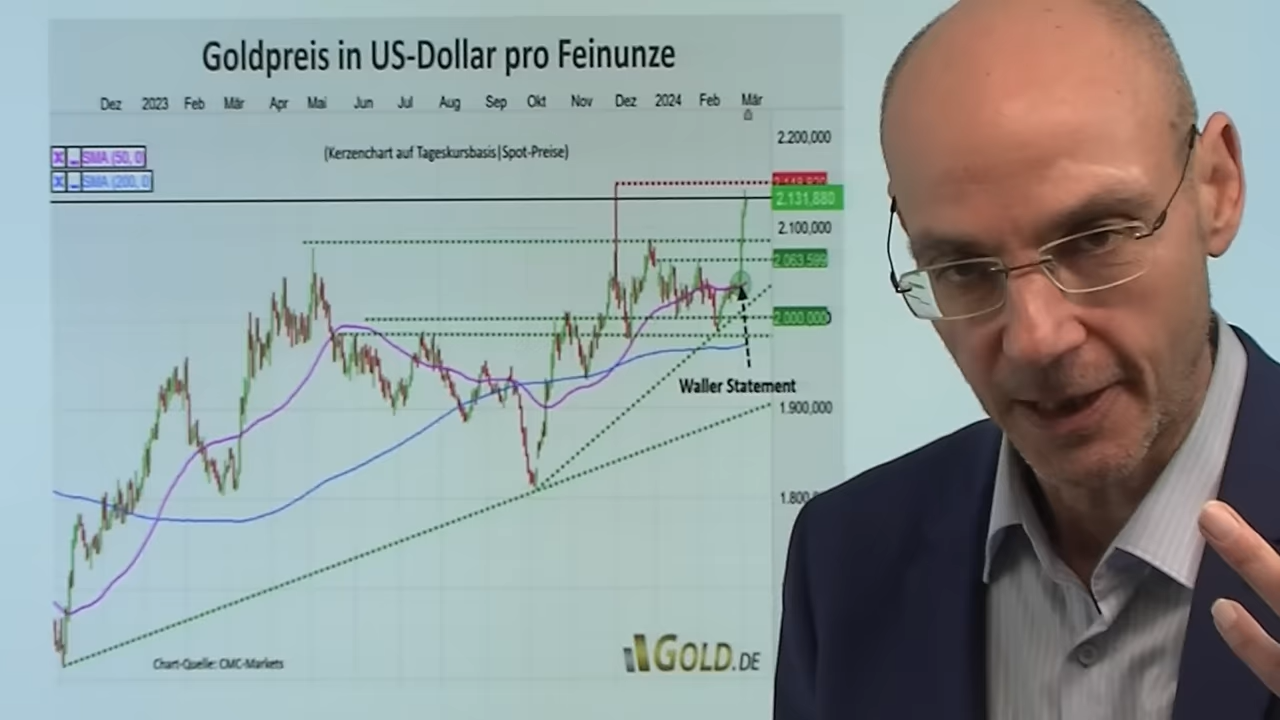 Goldpreis in US-Dollar pro Feinunze
Dez 2023 Feb Mär Apr Mai Jun Jul Aug Sep Okt Nov Dez 2024 Feb Mär
2.200,000
(Kerzenchart auf Tageskursbasis|Spot-Preise)
SMA (50, 0)
SMA (200, 0)
2.131,880
2.100,000
2.063,599
2.000,000
Waller Statement
1.900,000
1.800
Chart-Quelle: CMC-Markets
GOLD.DE